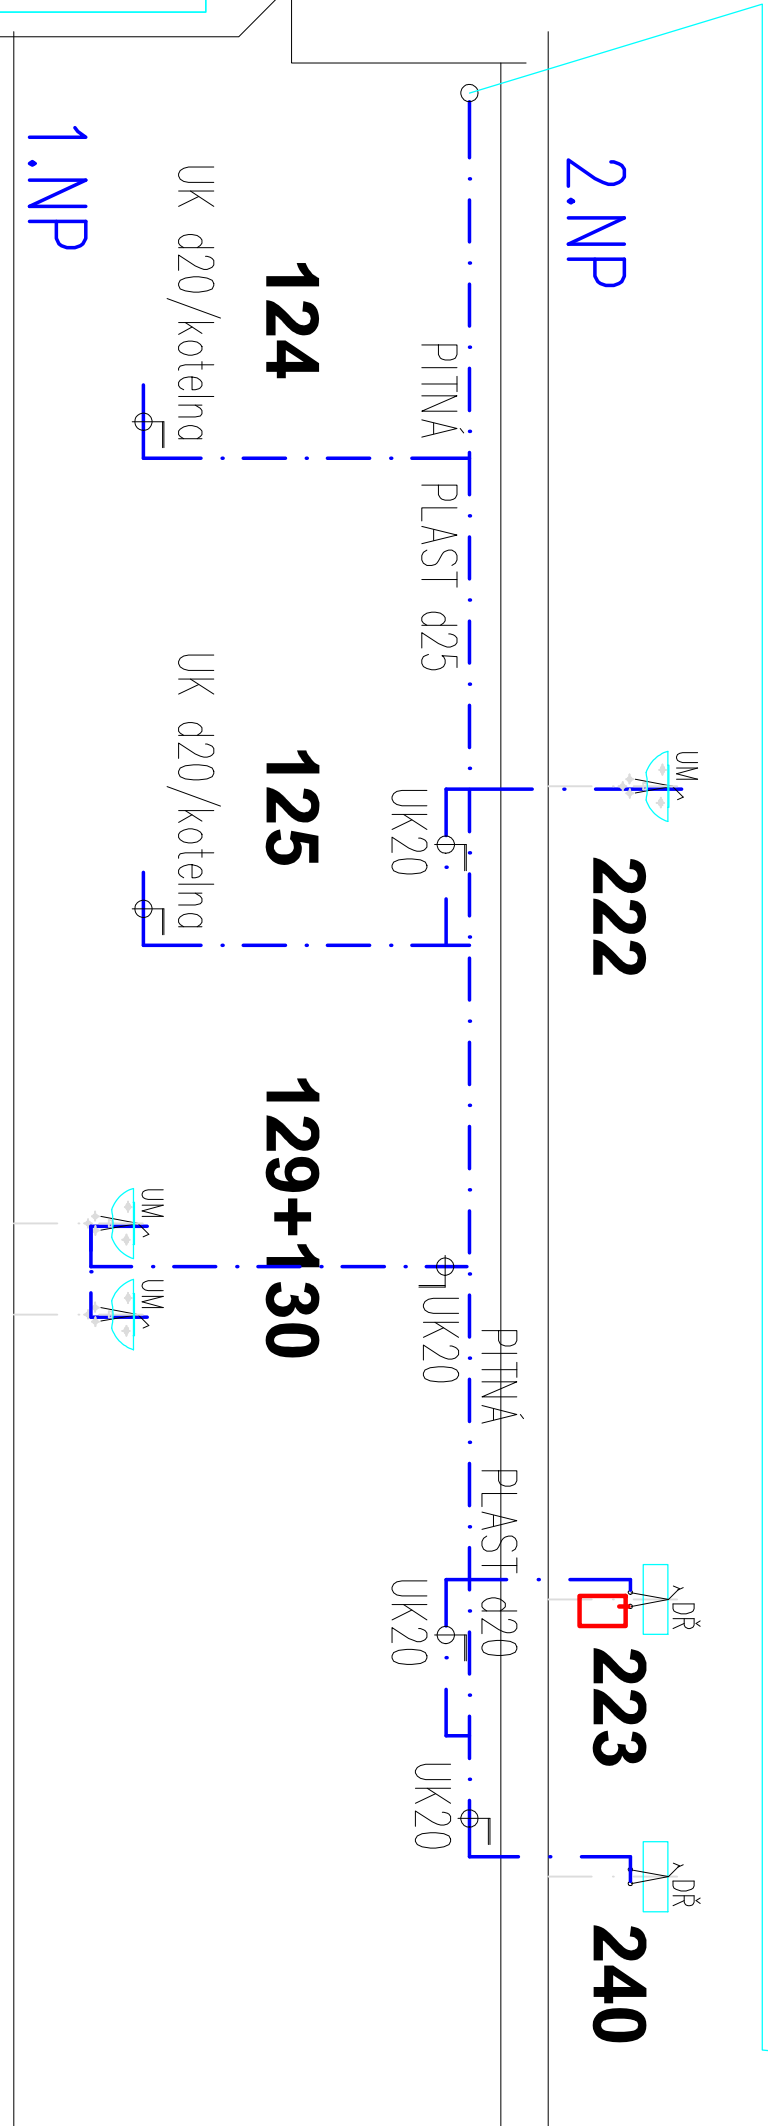 2.NP
UM
222
DŘ
223
DŘ
240
PITNÁ PLAST d20
PITNÁ PLAST d25
UK20
UK20
UK20
UK20
124
125
129+130
UK d20/kotelna
UK d20/kotelna
UM
UM
1.NP